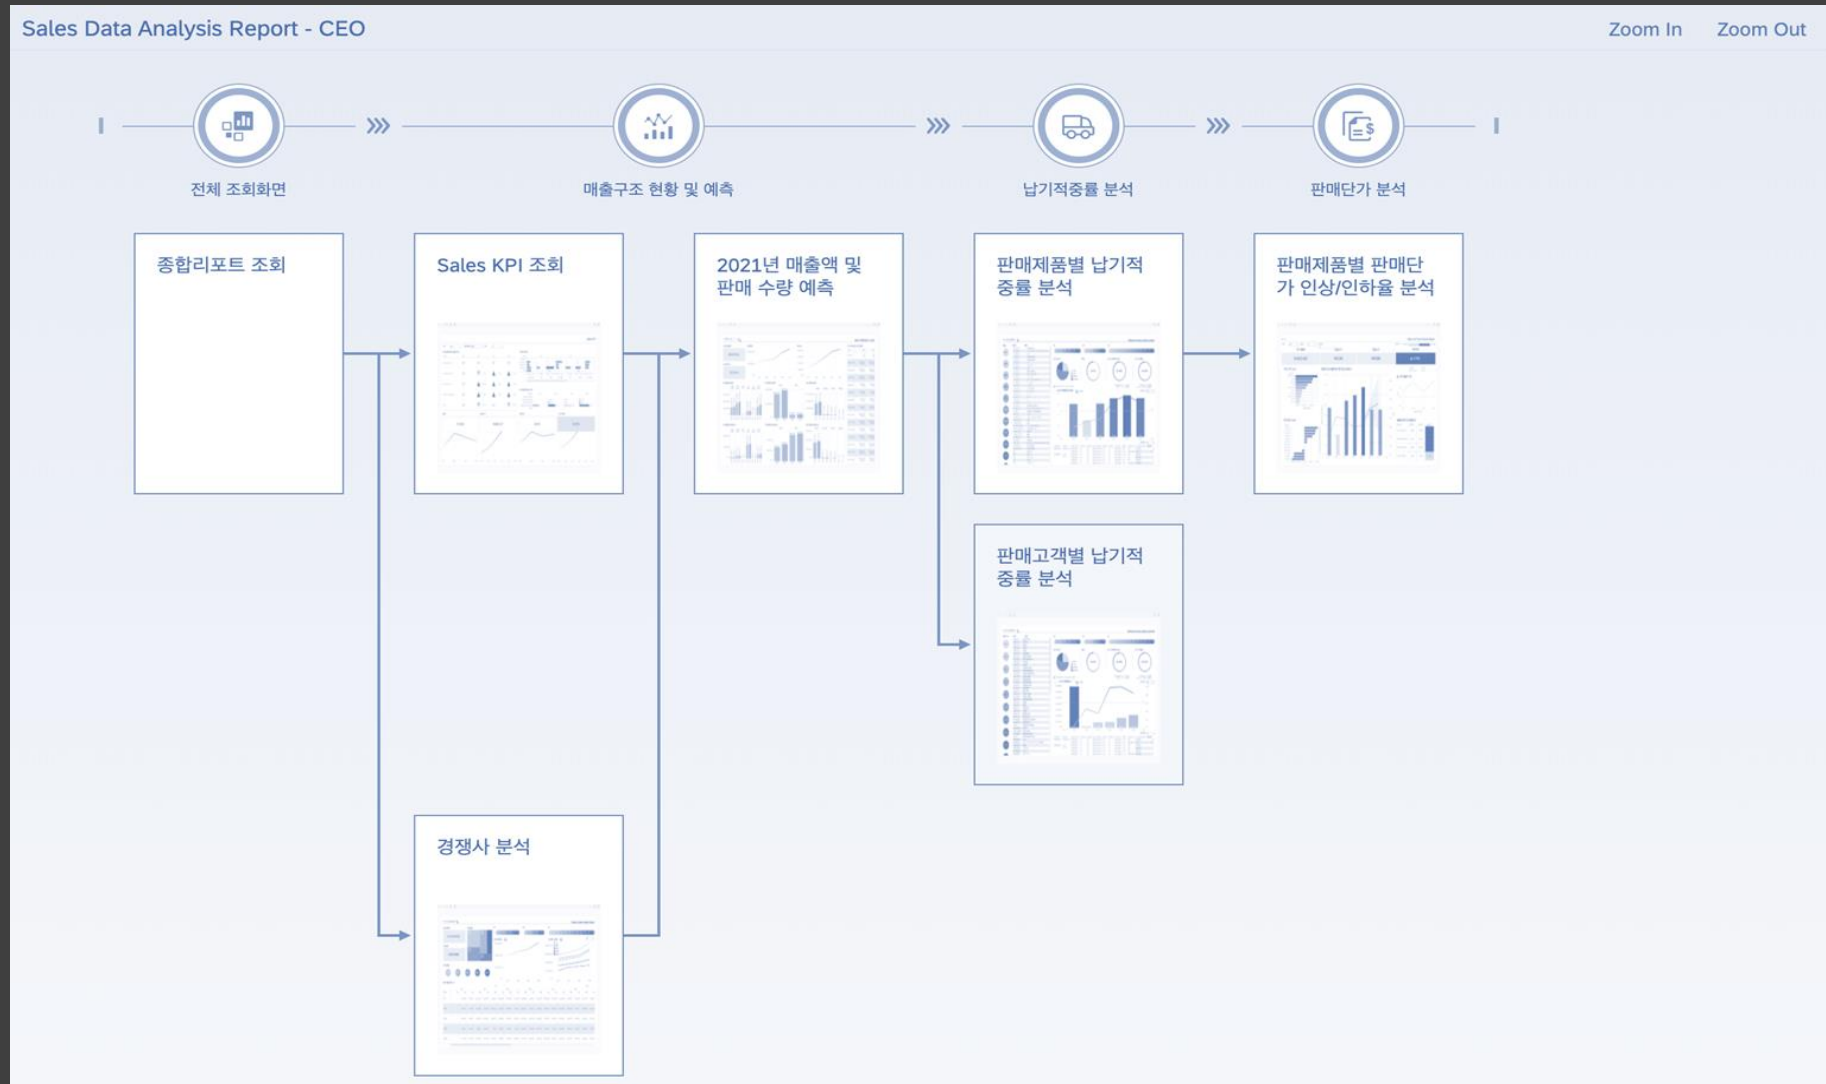 Sales Data Analysis Report - CEO
Zoom In
Zoom Out
전체 조회화면
매출구조 현황 및 예측
납기적중률 분석
판매단가 분석
종합리포트 조회
Sales KPI 조회
2021년 매출액 및
판매 수량 예측
판매제품별 납기적
중률 분석
판매제품별 판매단
가 인상/인하율 분석
판매고객별 납기적
중률 분석
경쟁사 분석